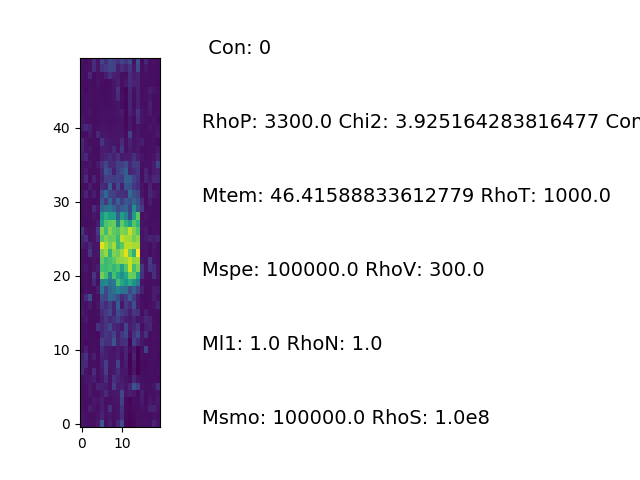 Con: 0
RhoP: 3300.0 Chi2: 3.925164283816477 Con
Mtem: 46.41588833612779 RhoT: 1000.0
Mspe: 100000.0 RhoV: 300.0
Ml1: 1.0 RhoN: 1.0
Msmo: 100000.0 RhoS: 1.0e8
40
30
20
10
0
0 10